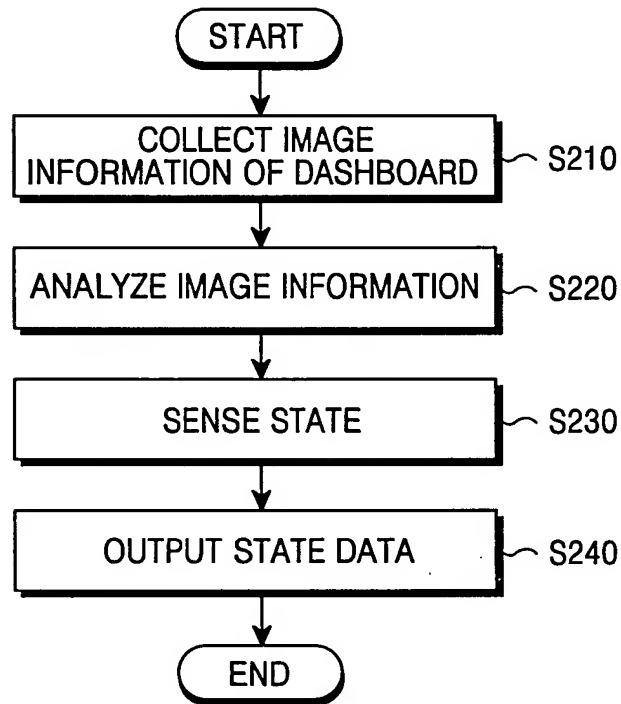 START
COLLECT IMAGE
INFORMATION OF DASHBOARD
S210
ANALYZE IMAGE INFORMATION
S220
SENSE STATE
S230
OUTPUT STATE DATA
S240
END